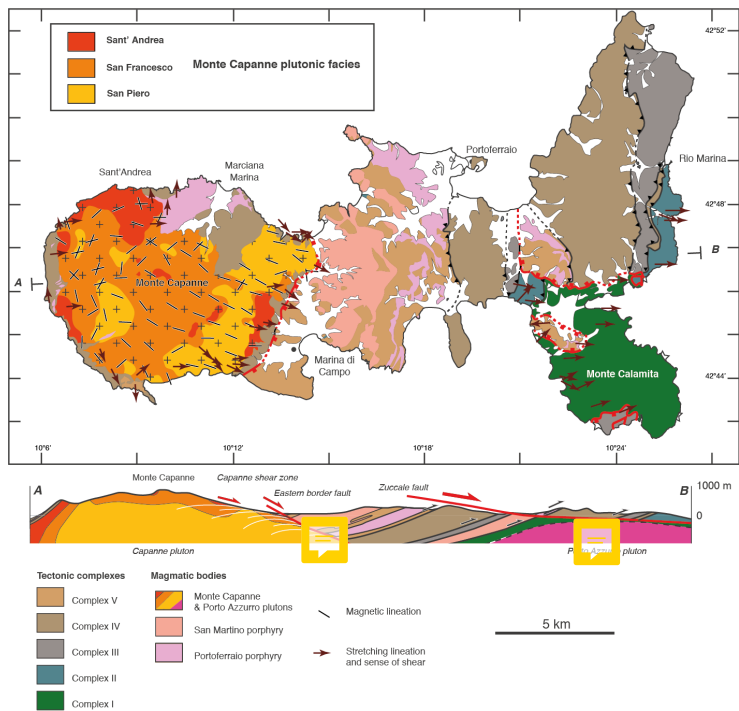 42°52'
Sant' Andrea
San Francesco
San Piero
Monte Capanne plutonic facies
Portoferraio
Rio Marina
Sant'Andrea
Marciana
Marina
42°48'
B
A
Monte Capanne
Marina di
Campo
Monte Calamita
42°44'
10°6'
10°12'
10°18'
10°24'
A
Monte Capanne
Capanne shear zone
Eastern border fault
Zuccale fault
B
1000 m
0
Capanne pluton
Porto Azzurro pluton
Tectonic complexes
Complex V
Complex IV
Complex III
Complex II
Complex I
Magmatic bodies
Monte Capanne
& Porto Azzurro plutons
San Martino porphyry
Portoferraio porphyry
Magnetic lineation
Stretching lineation
and sense of shear
5 km